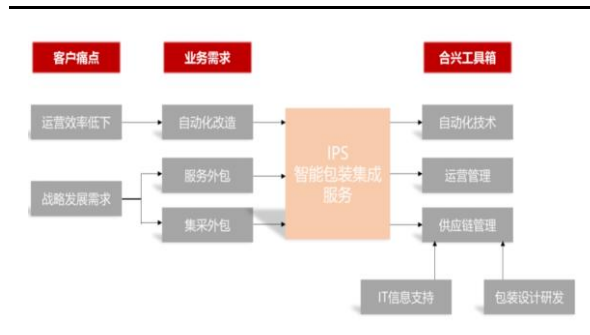 客户痛点
业务需求
合兴工具箱
运营效率低下
自动化改造
自动化技术
IPS
智能包装集成
服务
服务外包
运营管理
战略发展需求
集采外包
供应链管理
IT信息支持
包装设计研发